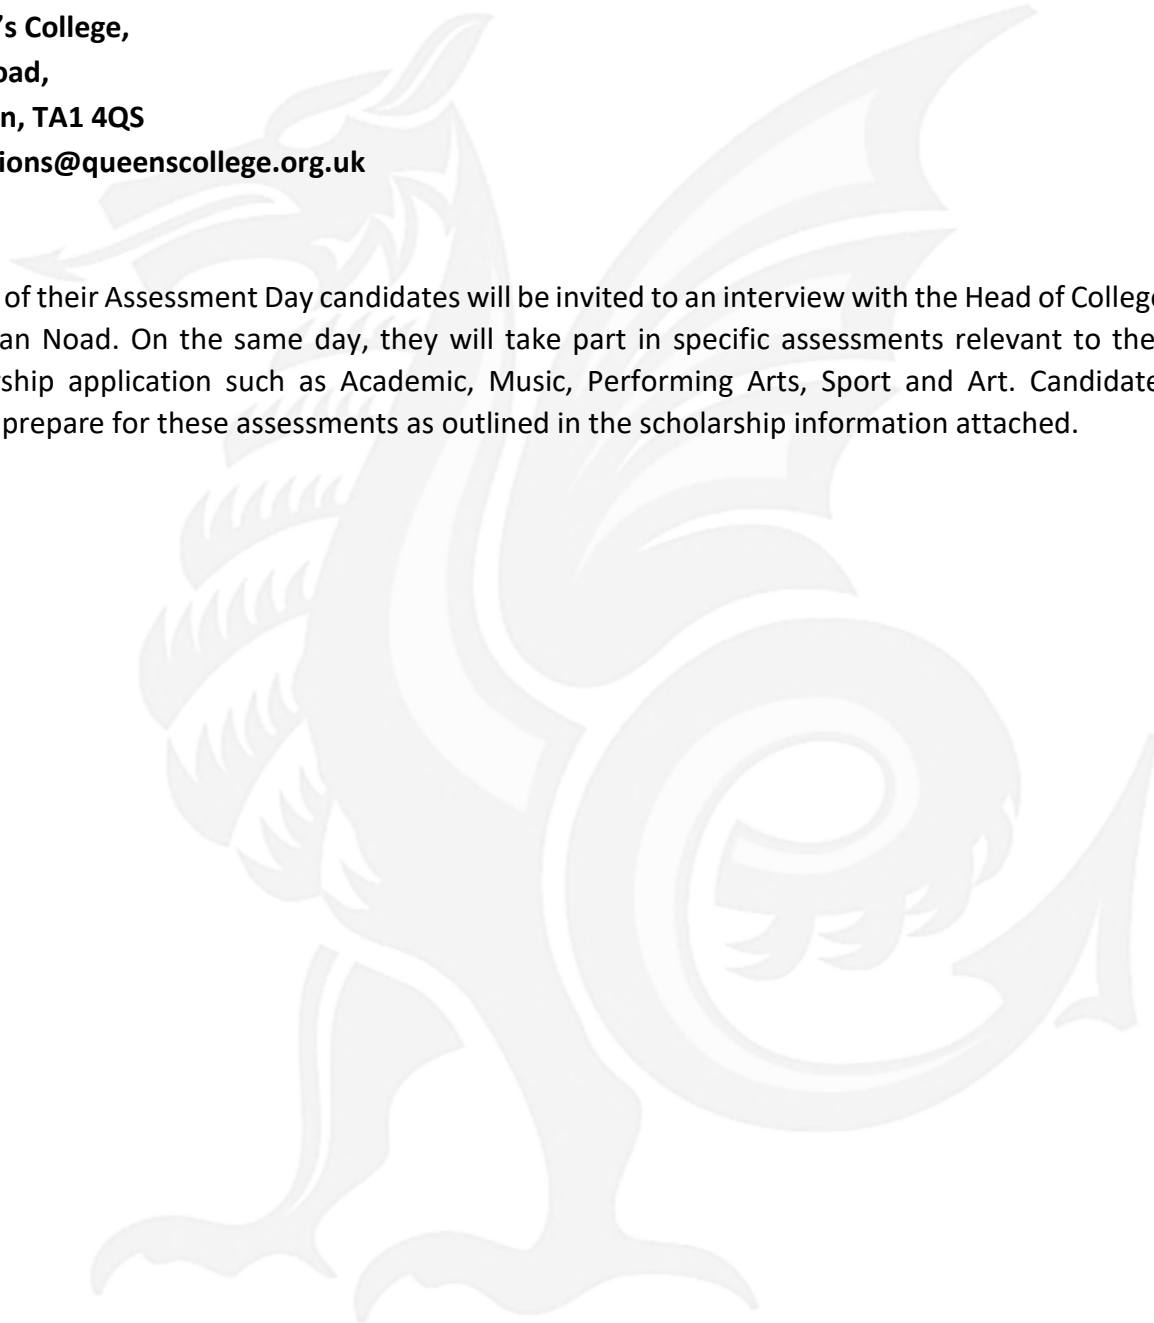 ’s College,
oad,
n, TA1 4QS
ions@queenscollege.org.uk
of their Assessment Day candidates will be invited to an interview with the Head of College
an Noad. On the same day, they will take part in specific assessments relevant to the
rship application such as Academic, Music, Performing Arts, Sport and Art. Candidate
prepare for these assessments as outlined in the scholarship information attached.